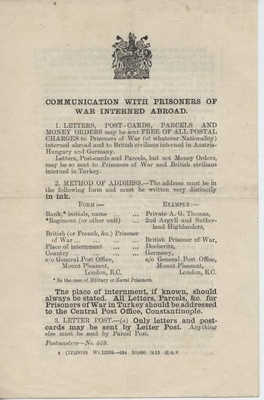 COMMUNICATION WITH PRISONERS OF
WAR INTERNED ABROAD.
1. LETTERS, POST-CARDS, PARCELS AND
MONEY ORDERS may be sent FREE OF ALL POSTAL
CHARGES to Prisoners of War (of whatever Nationality)
interned abroad and to British civilians interned in Austria-
Hungary and Germany.
Letters, Post-cards and Parcels, but not Money Orders,
may be sent to Prisoners of War and British civilians
interned in Turkey.
2. METHOD OF ADDRESS.—The address must be in
the following form and must be written very distinctly
in ink.
FORM:— EXAMPLE:—
Rank,* initials, name ... Private A. G. Thomas,
*Regiment (or other unit) 2nd Argyll and Suther-
land Highlanders,
British (or French, &c.) Prisoner
of War ... British Prisoner of War,
Place of internment ... Doeberitz,
Country ... Germany,
c/o General Post Office, c/o General Post Office,
Mount Pleasant, Mount Pleasant,
London, E.C. London, E.C.
* In the case of Military or Naval Prisoners.
The place of internment, if known, should
always be stated. All Letters, Parcels, &c. for
Prisoners of War in Turkey should be addressed to
the Central Post Office, Constantinople.
3. LETTER POST.—(a) Only letters and post-
cards may be sent by Letter Post. Anything
else must be sent by Parcel Post.
Postmasters—No. 559.